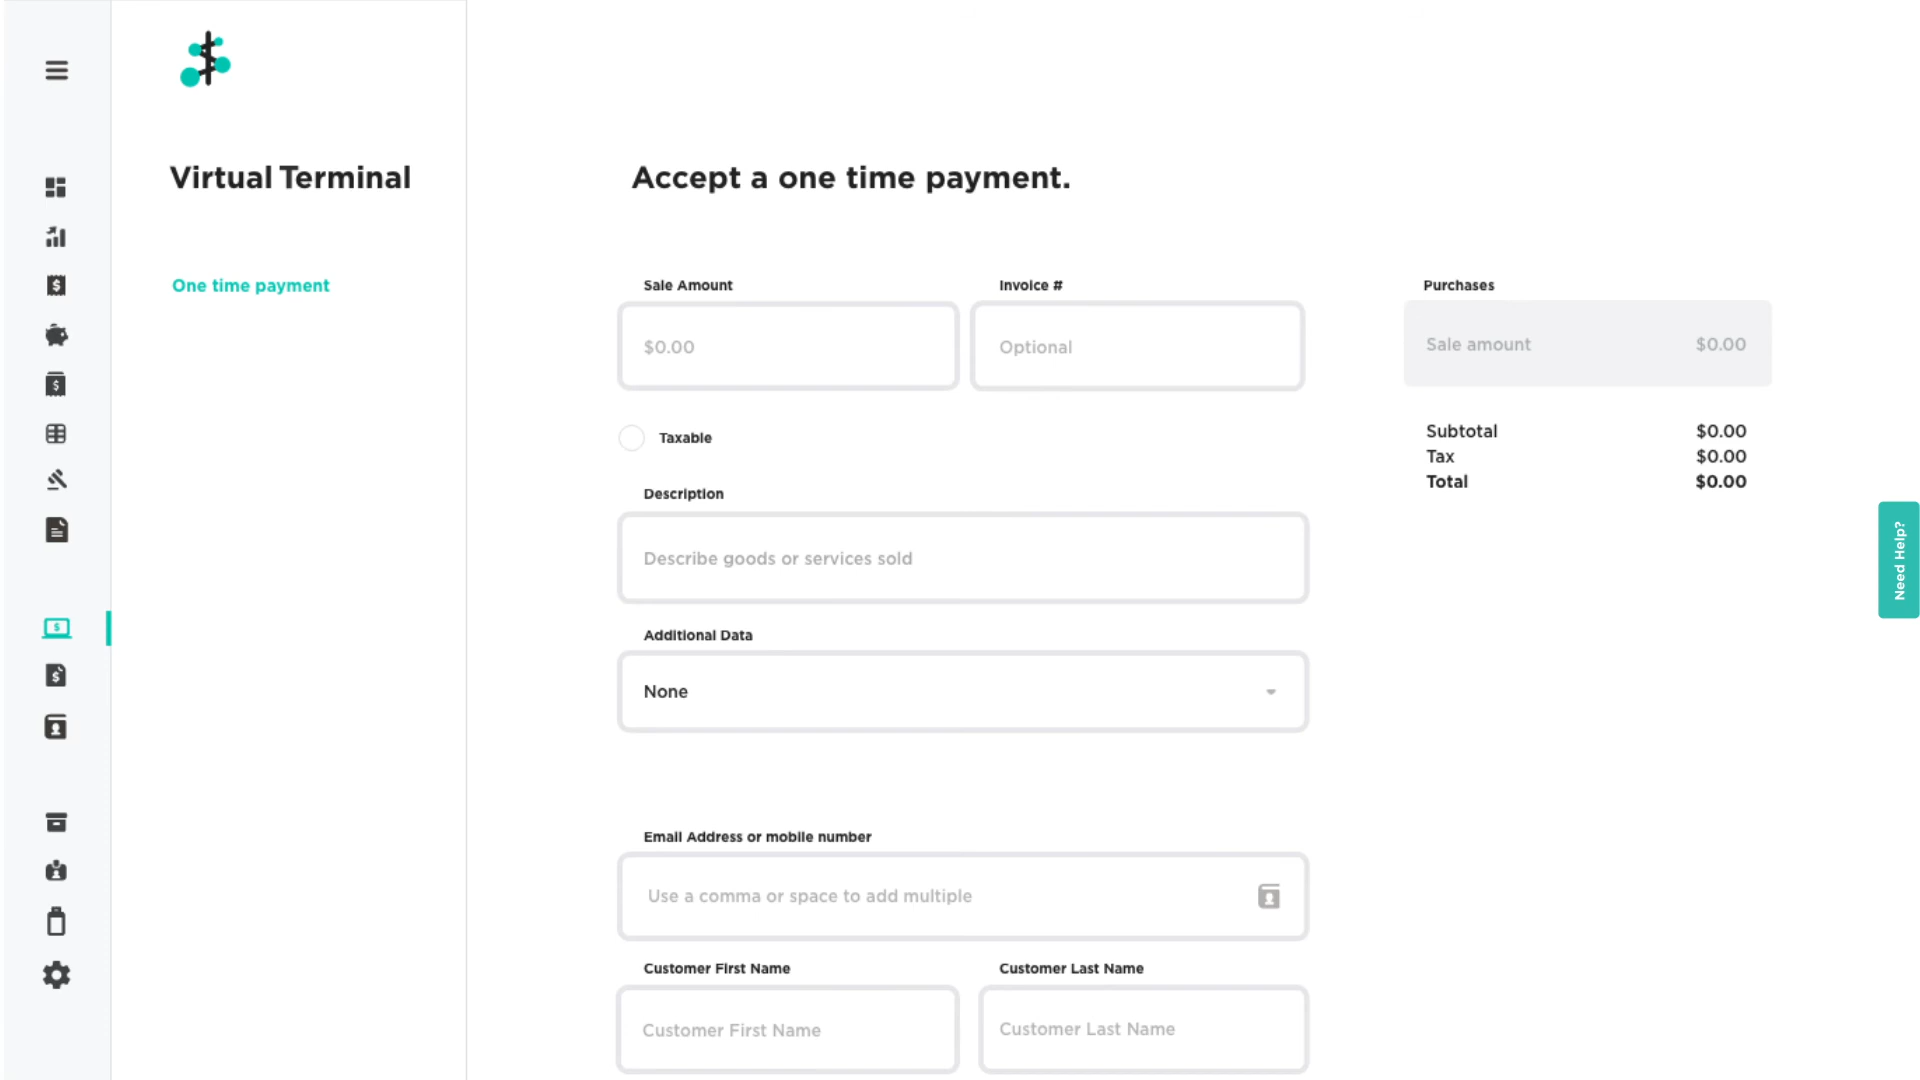 Virtual Terminal
One time payment
Accept a one time payment.
Sale Amount
$0.00
Invoice #
Optional
Taxable
Description
Describe goods or services sold
Additional Data
None
Email Address or mobile number
Use a comma or space to add multiple
Customer First Name
Customer First Name
Customer Last Name
Customer Last Name
Purchases
Sale amount $0.00
Subtotal $0.00
Tax $0.00
Total $0.00
Need Help?